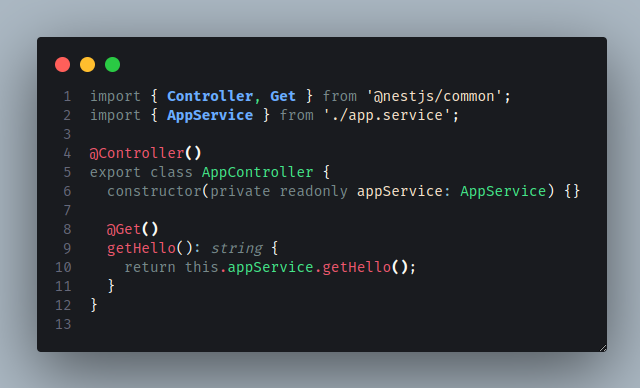 1 import { Controller, Get } from '@nestjs/common';
2 import { AppService } from './app.service';
3
4 @Controller()
5 export class AppController {
6   constructor(private readonly appService: AppService) {}
7
8   @Get()
9   getHello(): string {
10     return this.appService.getHello();
11   }
12 }
13